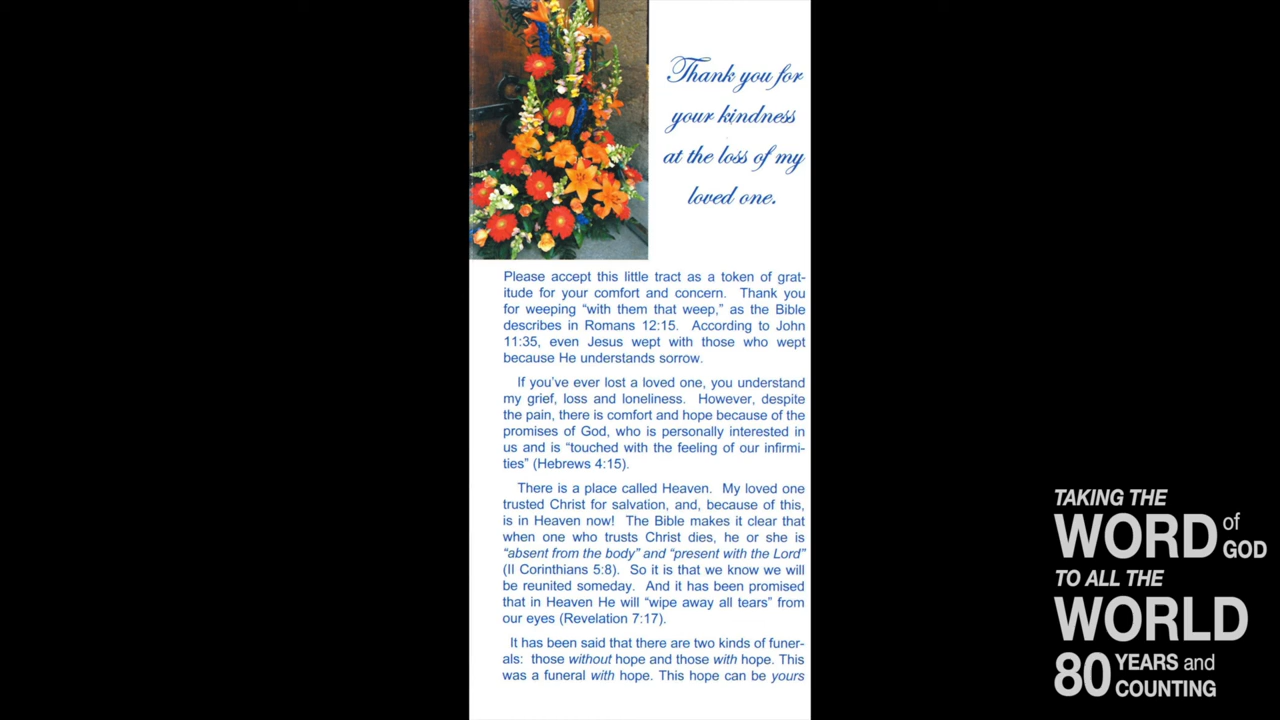 Thank you for
your kindness
at the loss of my
loved one.
Please accept this little tract as a token of grat-
itude for your comfort and concern. Thank you
for weeping “with them that weep,” as the Bible
describes in Romans 12:15. According to John
11:35, even Jesus wept with those who wept
because He understands sorrow.
If you’ve ever lost a loved one, you understand
my grief, loss and loneliness. However, despite
the pain, there is comfort and hope because of the
promises of God, who is personally interested in
us and is “touched with the feeling of our infirmi-
ties” (Hebrews 4:15).
There is a place called Heaven. My loved one
trusted Christ for salvation, and, because of this,
is in Heaven now! The Bible makes it clear that
when one who trusts Christ dies, he or she is
“absent from the body” and “present with the Lord”
(II Corinthians 5:8). So it is that we know we will
be reunited someday. And it has been promised
that in Heaven He will “wipe away all tears” from
our eyes (Revelation 7:17).
It has been said that there are two kinds of funer-
als: those without hope and those with hope. This
was a funeral with hope. This hope can be yours
TAKING THE
WORD of GOD
TO ALL THE
WORLD
80 YEARS and
COUNTING